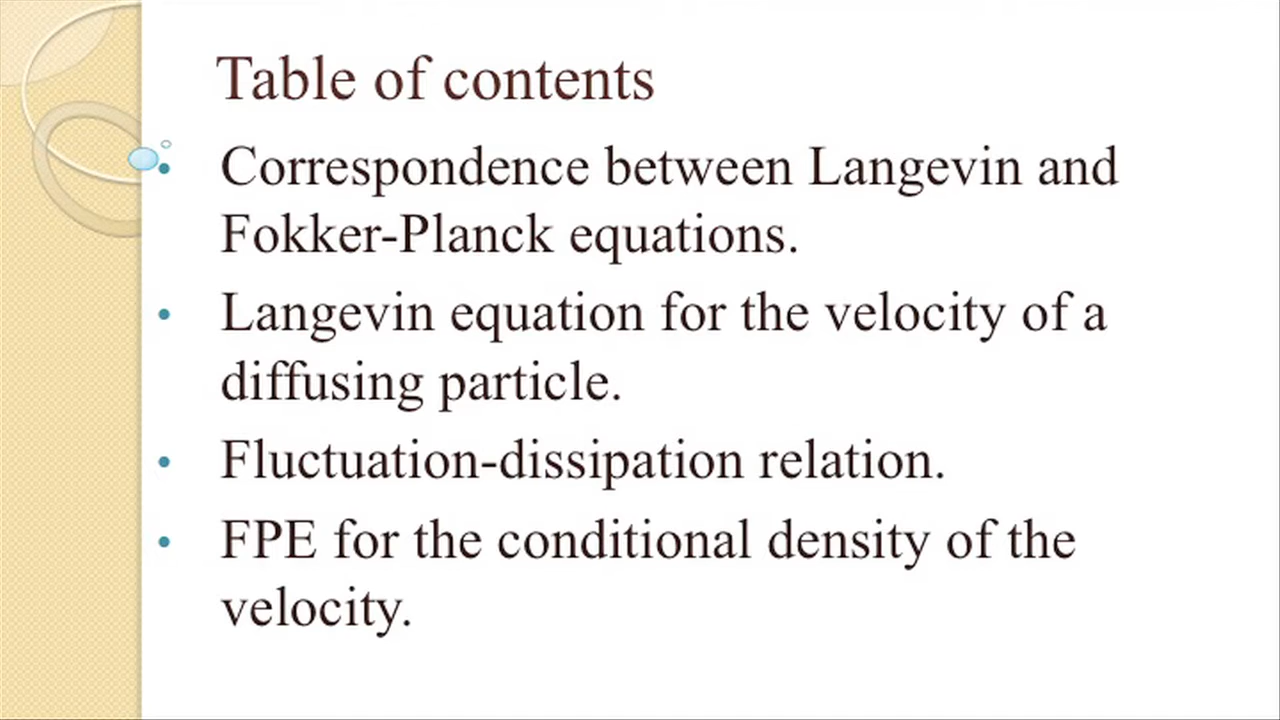 Table of contents
• Correspondence between Langevin and
Fokker-Planck equations.
• Langevin equation for the velocity of a
diffusing particle.
• Fluctuation-dissipation relation.
• FPE for the conditional density of the
velocity.